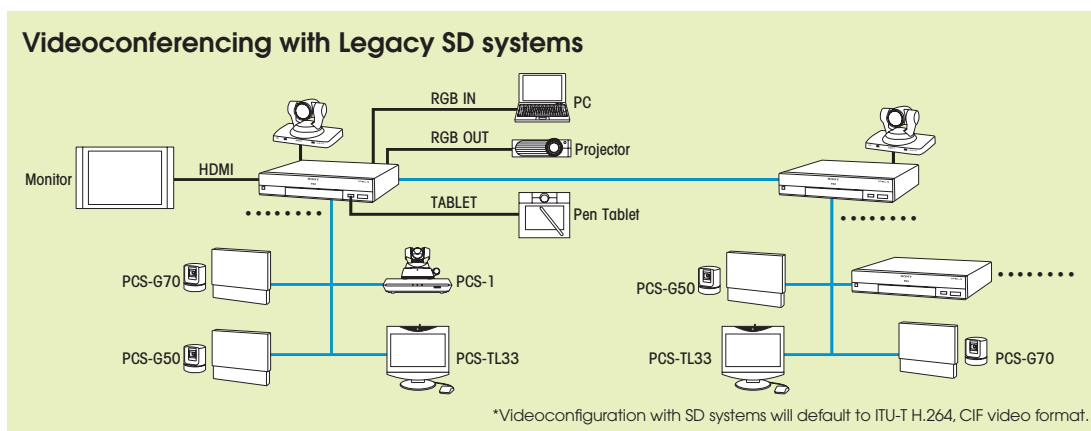 Videoconferencing with Legacy SD systems
RGB IN
PC
RGB OUT
Projector
Monitor
HDMI
TABLET
Pen Tablet
PCS-G70
PCS-1
PCS-G50
PCS-G50
PCS-TL33
PCS-TL33
PCS-G70
*Videoconfiguration with SD systems will default to ITU-T H.264, CIF video format.